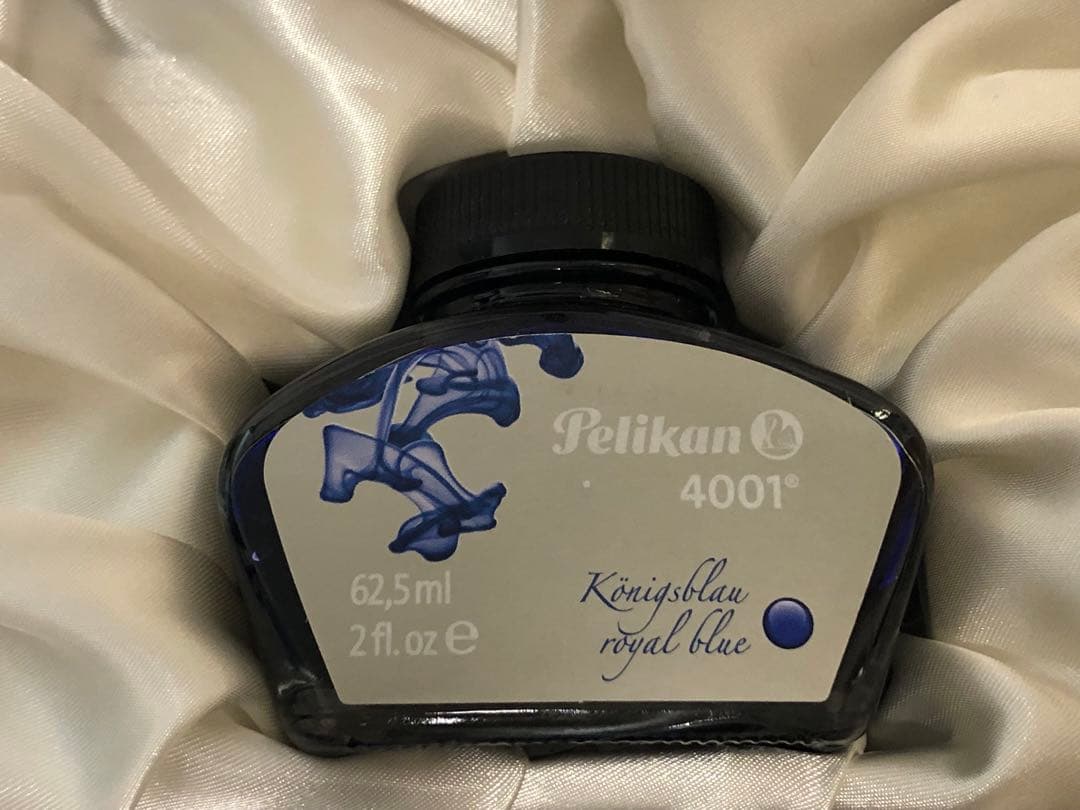 Pelikan
4001®
62,5ml
2 fl. oz ℮
Königsblau
royal blue